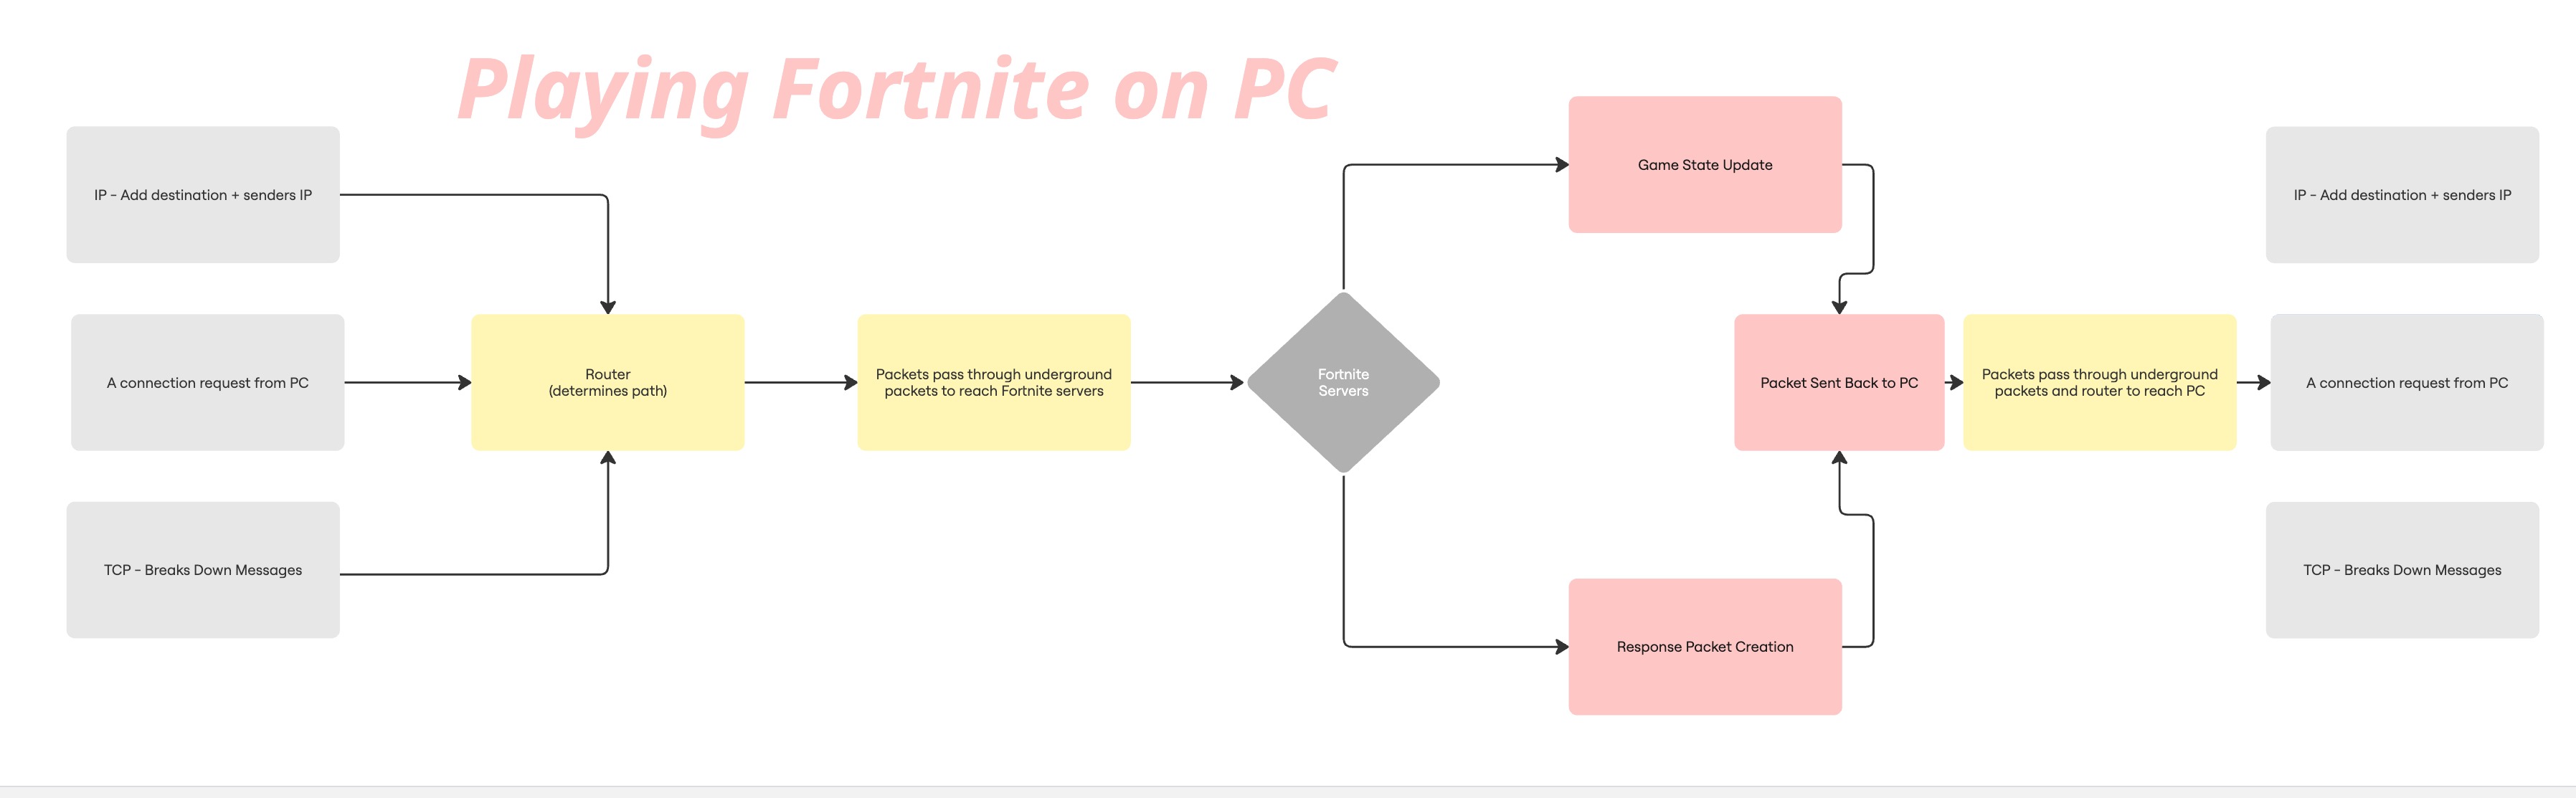 Playing Fortnite on PC
IP - Add destination + senders IP
A connection request from PC
TCP - Breaks Down Messages
Router
(determines path)
Packets pass through underground
packets to reach Fortnite servers
Fortnite
Servers
Game State Update
Response Packet Creation
Packet Sent Back to PC
Packets pass through underground
packets and router to reach PC
IP - Add destination + senders IP
A connection request from PC
TCP - Breaks Down Messages